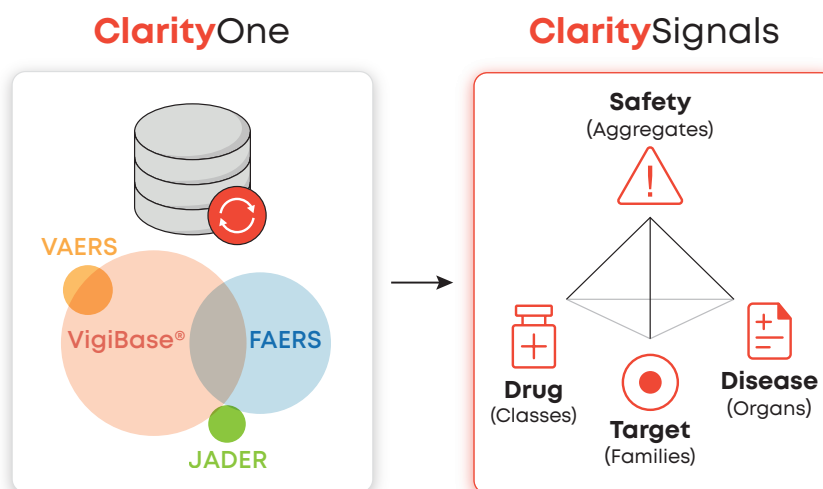 ClarityOne
VAERS
VigiBase®
FAERS
JADER
ClaritySignals
Safety
(Aggregates)
Drug
(Classes)
Target
(Families)
Disease
(Organs)